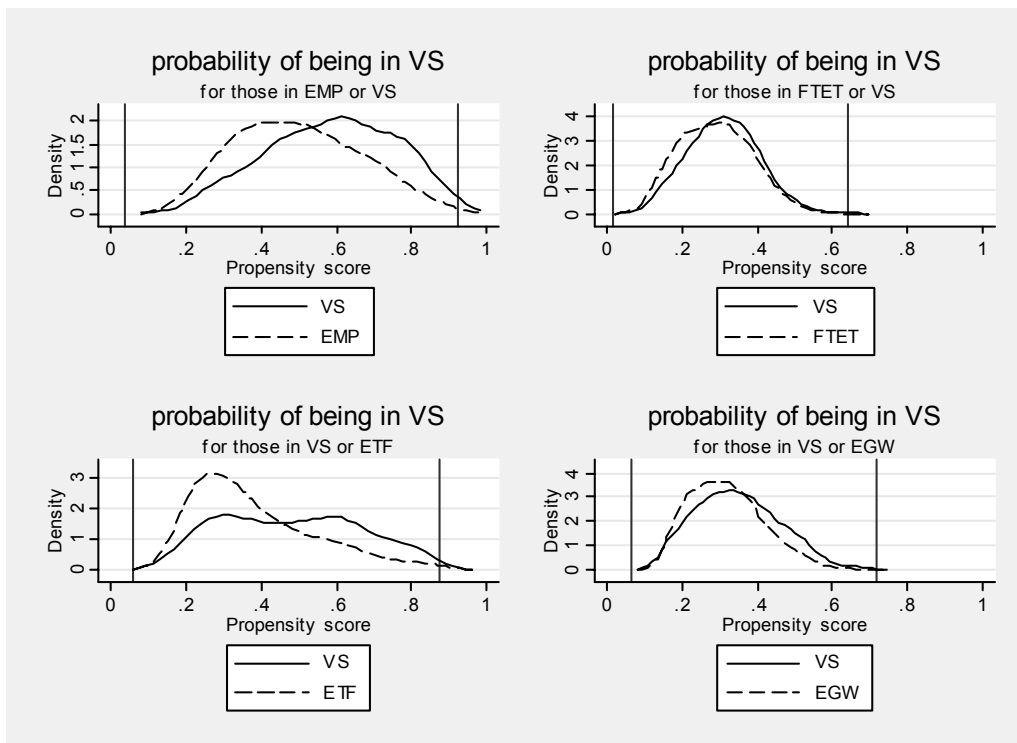 probability of being in VS
for those in EMP or VS
Density
0 .5 1 1.5 2
0 .2 .4 .6 .8 1
Propensity score
VS
EMP
probability of being in VS
for those in FTET or VS
Density
0 1 2 3 4
0 .2 .4 .6 .8 1
Propensity score
VS
FTET
probability of being in VS
for those in VS or ETF
Density
0 1 2 3
0 .2 .4 .6 .8 1
Propensity score
VS
ETF
probability of being in VS
for those in VS or EGW
Density
0 1 2 3 4
0 .2 .4 .6 .8 1
Propensity score
VS
EGW